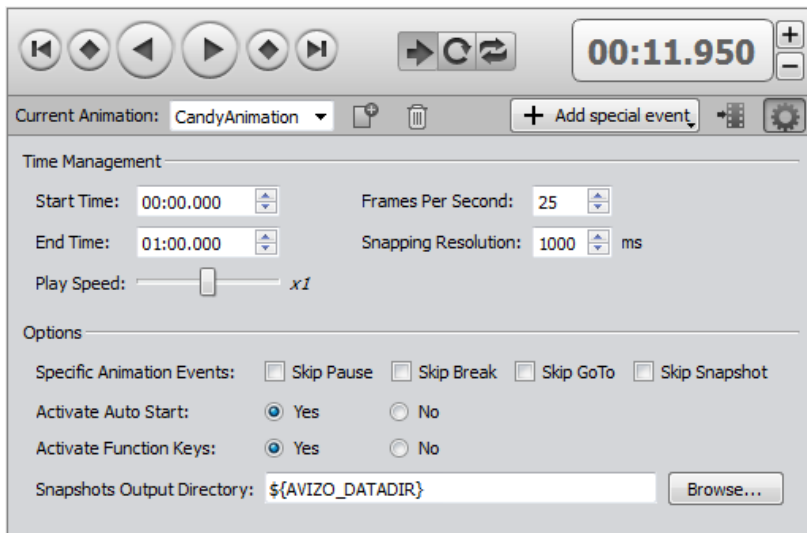 00:11.950
Current Animation: CandyAnimation + Add special event
Time Management
Start Time: 00:00.000 Frames Per Second: 25
End Time: 01:00.000 Snapping Resolution: 1000 ms
Play Speed: x1
Options
Specific Animation Events: Skip Pause Skip Break Skip GoTo Skip Snapshot
Activate Auto Start: Yes No
Activate Function Keys: Yes No
Snapshots Output Directory: ${AVIZO_DATADIR} Browse...